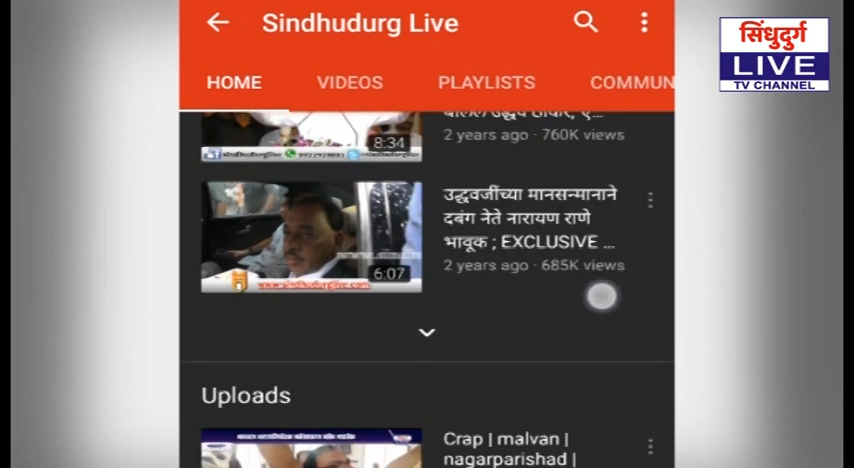 Sindhudurg Live
सिंधुदुर्ग
LIVE
TV CHANNEL
HOME
VIDEOS
PLAYLISTS
COMMUN
8:34
2 years ago · 760K views
उद्धवजींच्या मानसन्मानाने
दबंग नेते नारायण राणे
भावूक ; EXCLUSIVE ...
2 years ago · 685K views
6:07
Uploads
Crap | malvan |
nagarparishad |